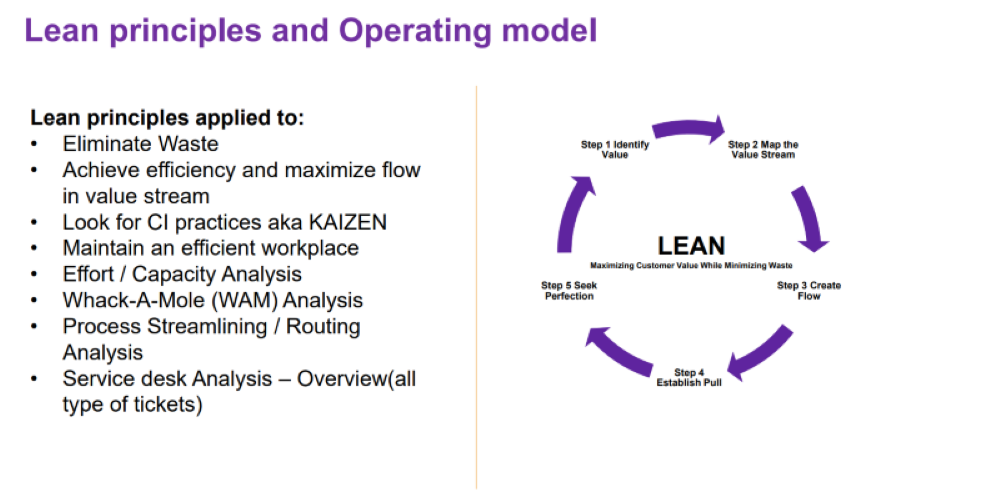 Lean principles and Operating model
Lean principles applied to:
• Eliminate Waste
• Achieve efficiency and maximize flow
in value stream
• Look for CI practices aka KAIZEN
• Maintain an efficient workplace
• Effort / Capacity Analysis
• Whack-A-Mole (WAM) Analysis
• Process Streamlining / Routing
Analysis
• Service desk Analysis – Overview(all
type of tickets)
Step 1 Identify
Value
Step 2 Map the
Value Stream
LEAN
Maximizing Customer Value While Minimizing Waste
Step 3 Create
Flow
Step 4
Establish Pull
Step 5 Seek
Perfection